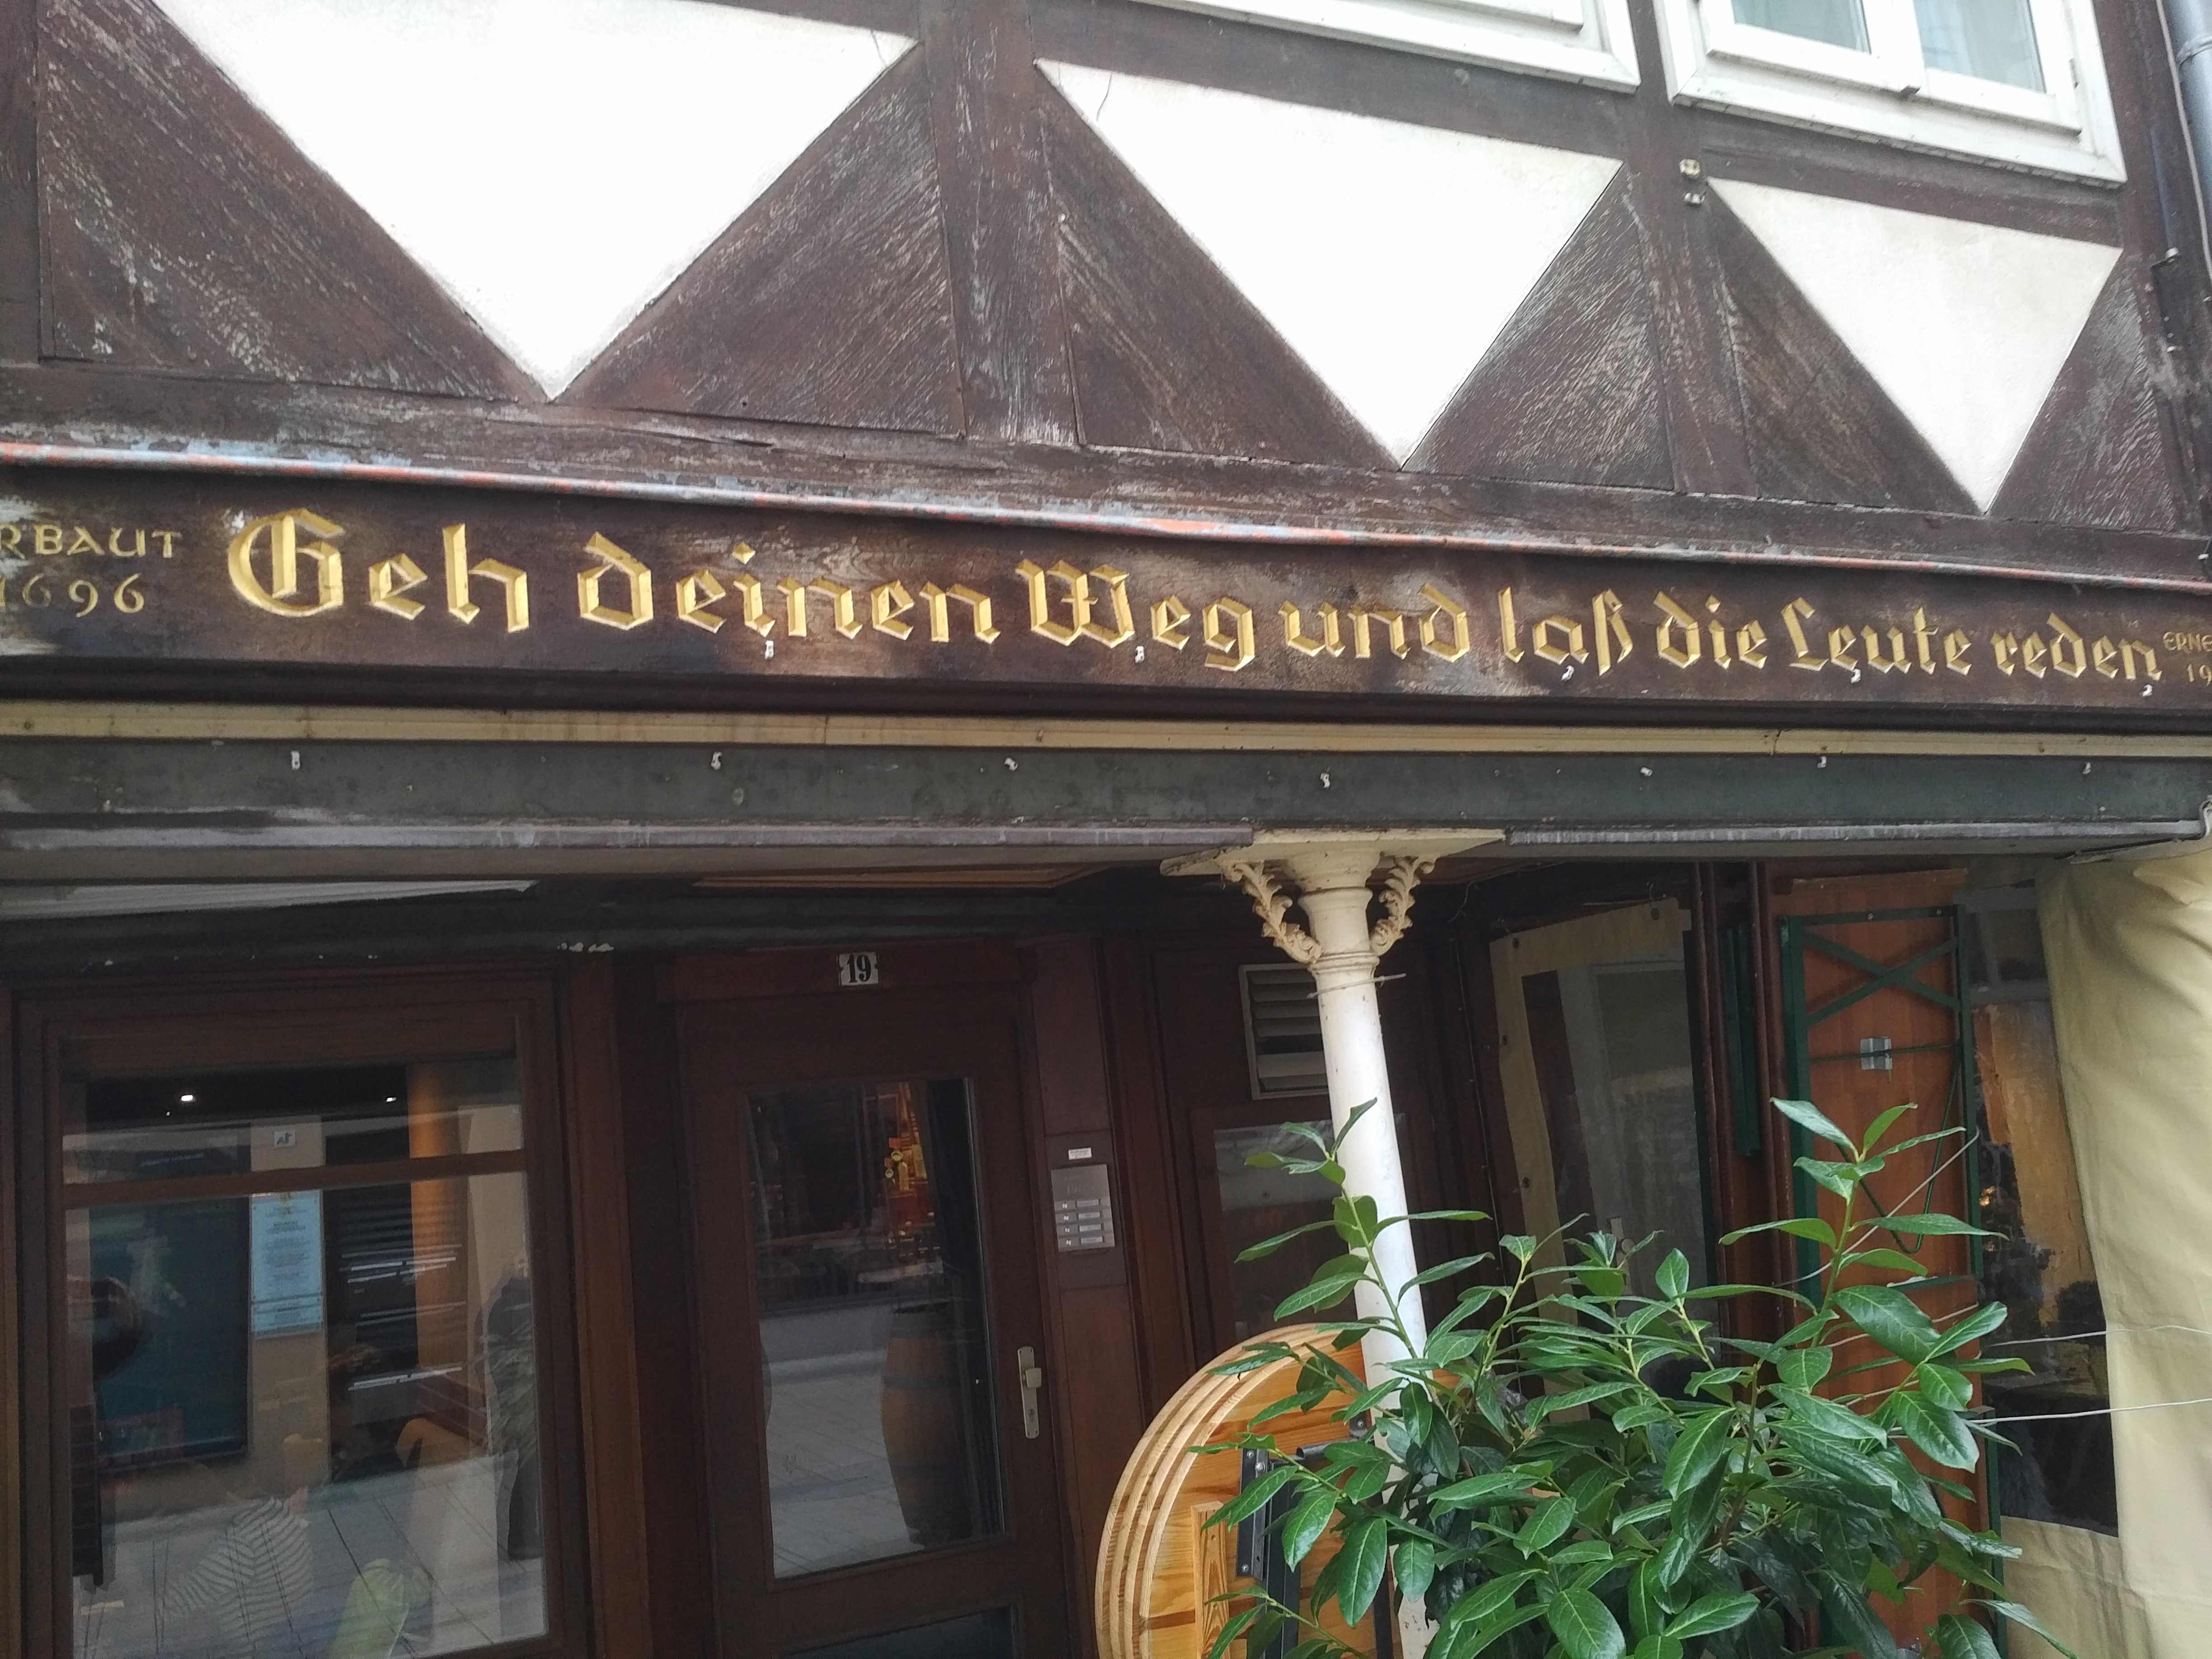 RBAUT
1696
Geh deinen Weg und laß die Leute reden
ERNE
19
19